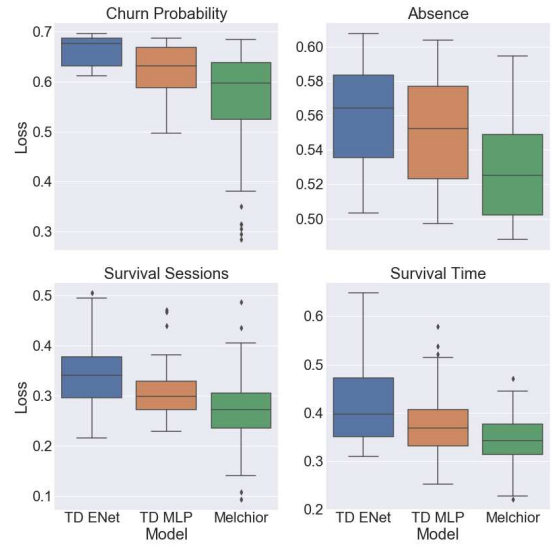 Churn Probability
Absence
0.7
0.6
0.5
0.4
0.3
Loss
0.60
0.58
0.56
0.54
0.52
0.50
Survival Sessions
Survival Time
0.5
0.4
0.3
0.2
0.1
Loss
0.6
0.5
0.4
0.3
0.2
TD ENet TD MLP Melchior
Model
TD ENet TD MLP Melchior
Model